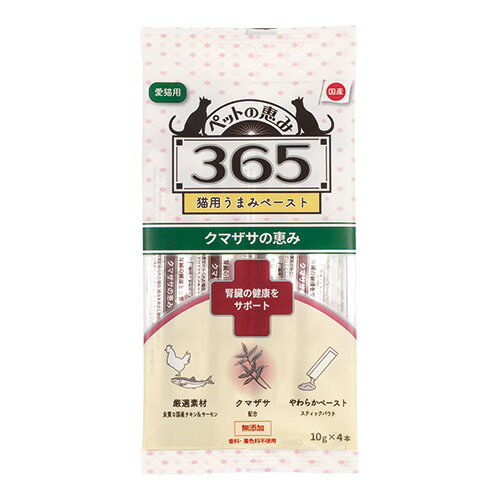 愛猫用
国産
ペットの恵み
365
猫用うまみペースト
クマザサの恵み
腎臓の健康を
サポート
厳選素材
良質な国産チキン&サーモン
クマザサ
配合
やわらかペースト
スティックパウチ
無添加
香料・着色料不使用
10g×4本